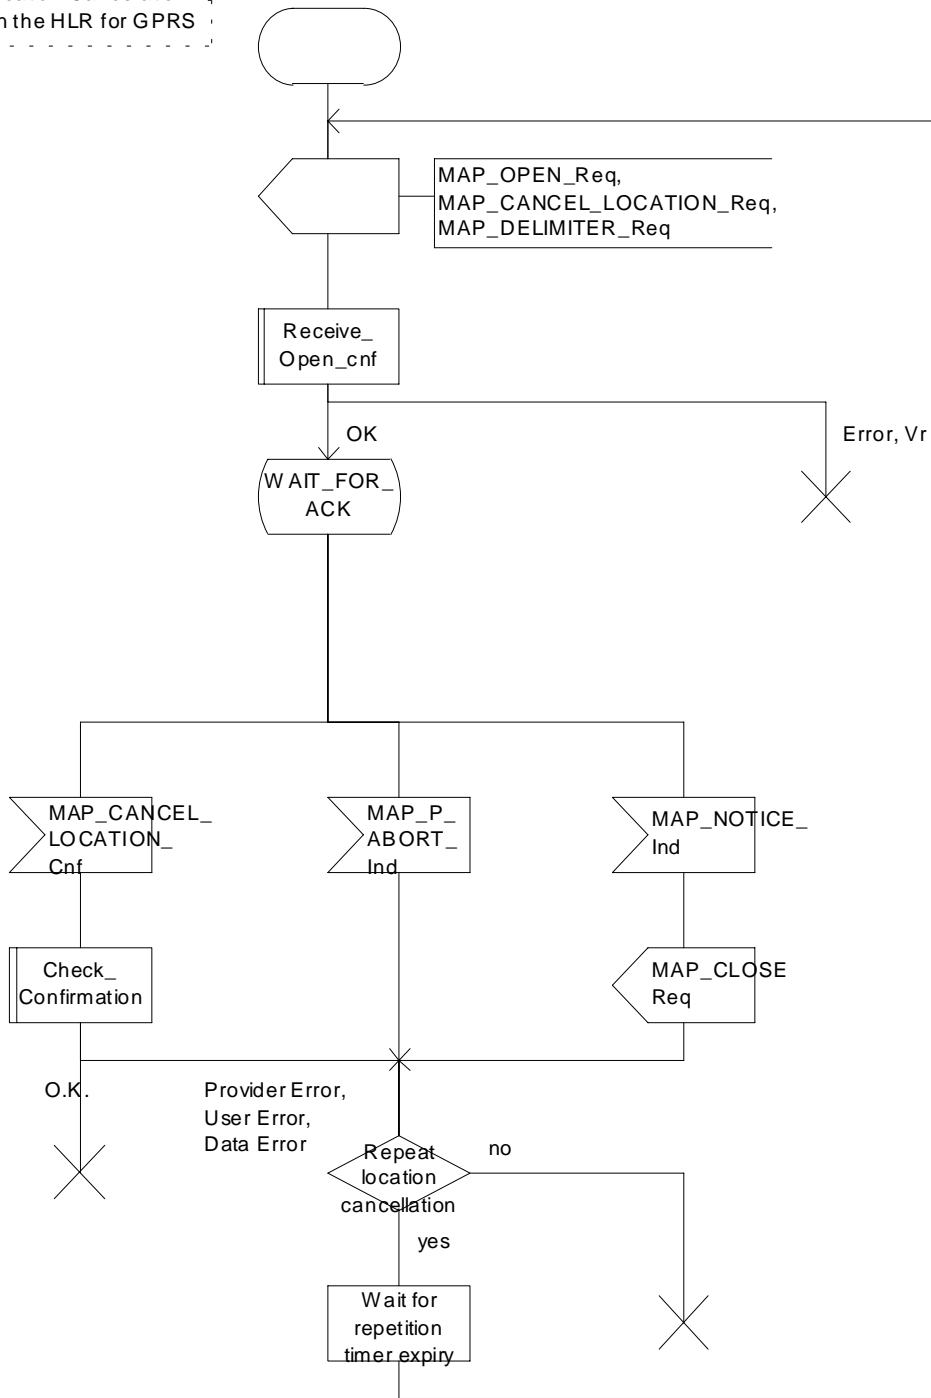 n the HLR for GPRS
MAP_OPEN_Req,
MAP_CANCEL_LOCATION_Req,
MAP_DELIMITER_Req
Receive_
Open_cnf
OK
Error, Vr
WAIT_FOR_
ACK
MAP_CANCEL_
LOCATION_
Cnf
MAP_P_
ABORT_
Ind
MAP_NOTICE_
Ind
Check_
Confirmation
MAP_CLOSE
Req
O.K.
Provider Error,
User Error,
Data Error
Repeat
location
cancellation
no
yes
Wait for
repetition
timer expiry